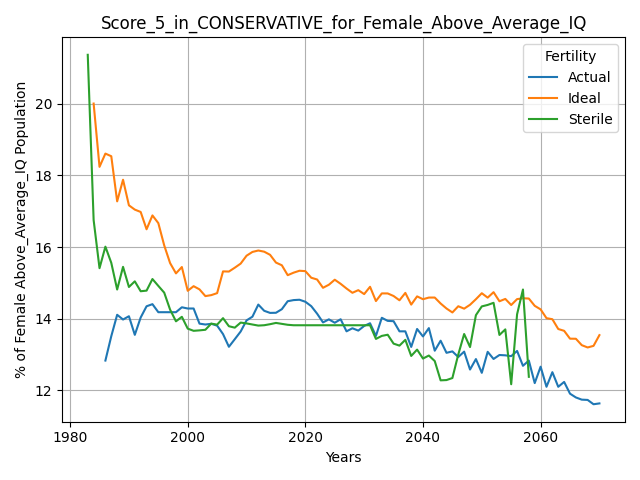 Score_5_in_CONSERVATIVE_for_Female_Above_Average_IQ
Fertility
Actual
Ideal
Sterile
% of Female Above_Average_IQ Population
20
18
16
14
12
1980
2000
2020
2040
2060
Years